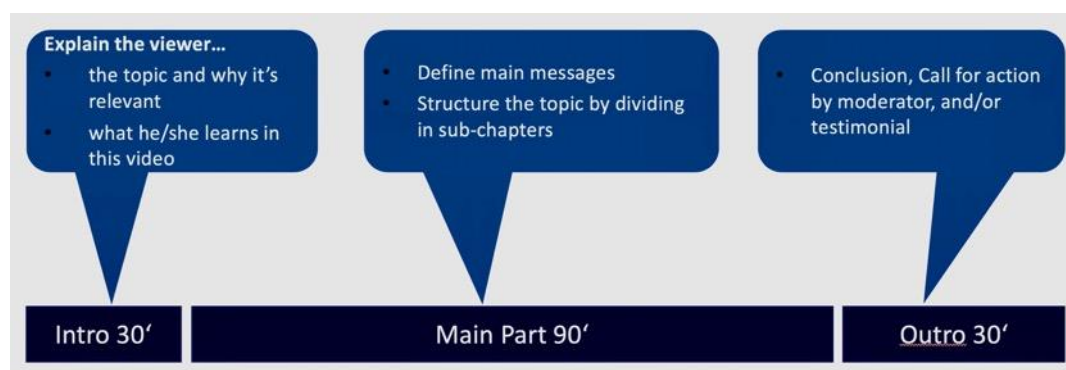 Explain the viewer…
• the topic and why it's
relevant
• what he/she learns in
this video
• Define main messages
• Structure the topic by dividing
in sub-chapters
• Conclusion, Call for action
by moderator, and/or
testimonial
Intro 30‘
Main Part 90‘
Outro 30‘